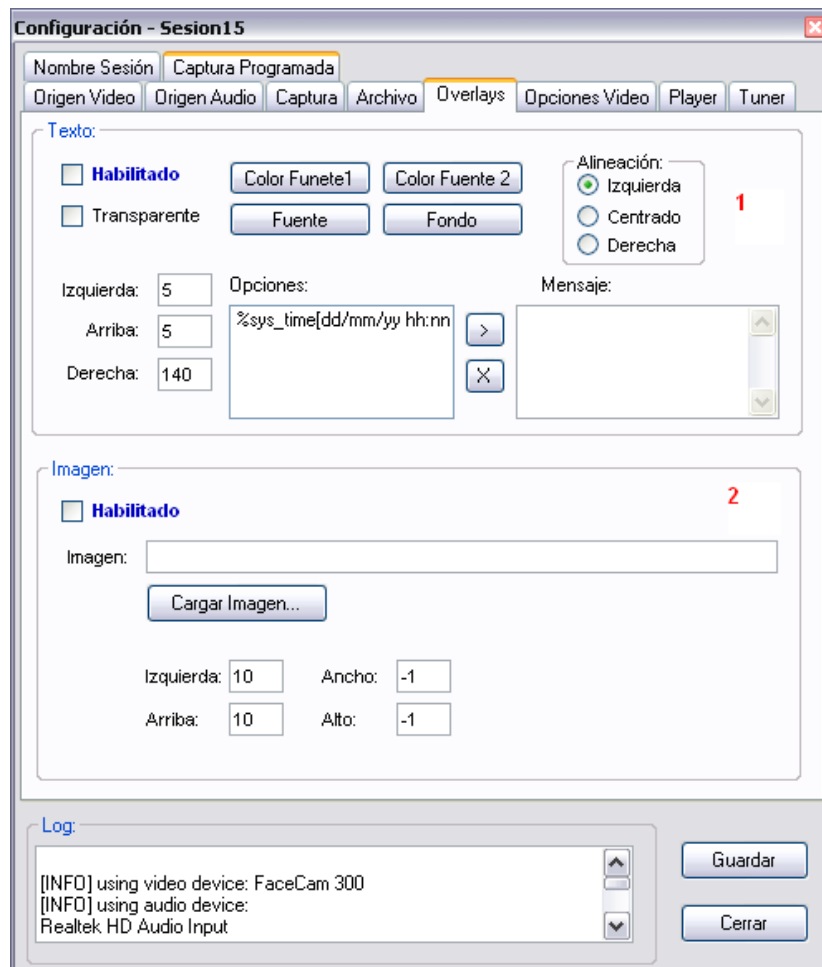 Configuración - Sesion15
Nombre Sesión Captura Programada
Origen Video Origen Audio Captura Archivo Overlays Opciones Video Player Tuner
Texto:
Habilitado Color Funete1 Color Fuente 2 Alineación:
Izquierda 1
Transparente Fuente Fondo Centrado
Derecha
Izquierda: 5 Opciones: Mensaje:
Arriba: 5 %sys_time[dd/mm/yy hh:nn >
Derecha: 140 X
Imagen:
Habilitado 2
Imagen:
Cargar Imagen...
Izquierda: 10 Ancho: -1
Arriba: 10 Alto: -1
Log:
[INFO] using video device: FaceCam 300 Guardar
[INFO] using audio device:
Realtek HD Audio Input Cerrar